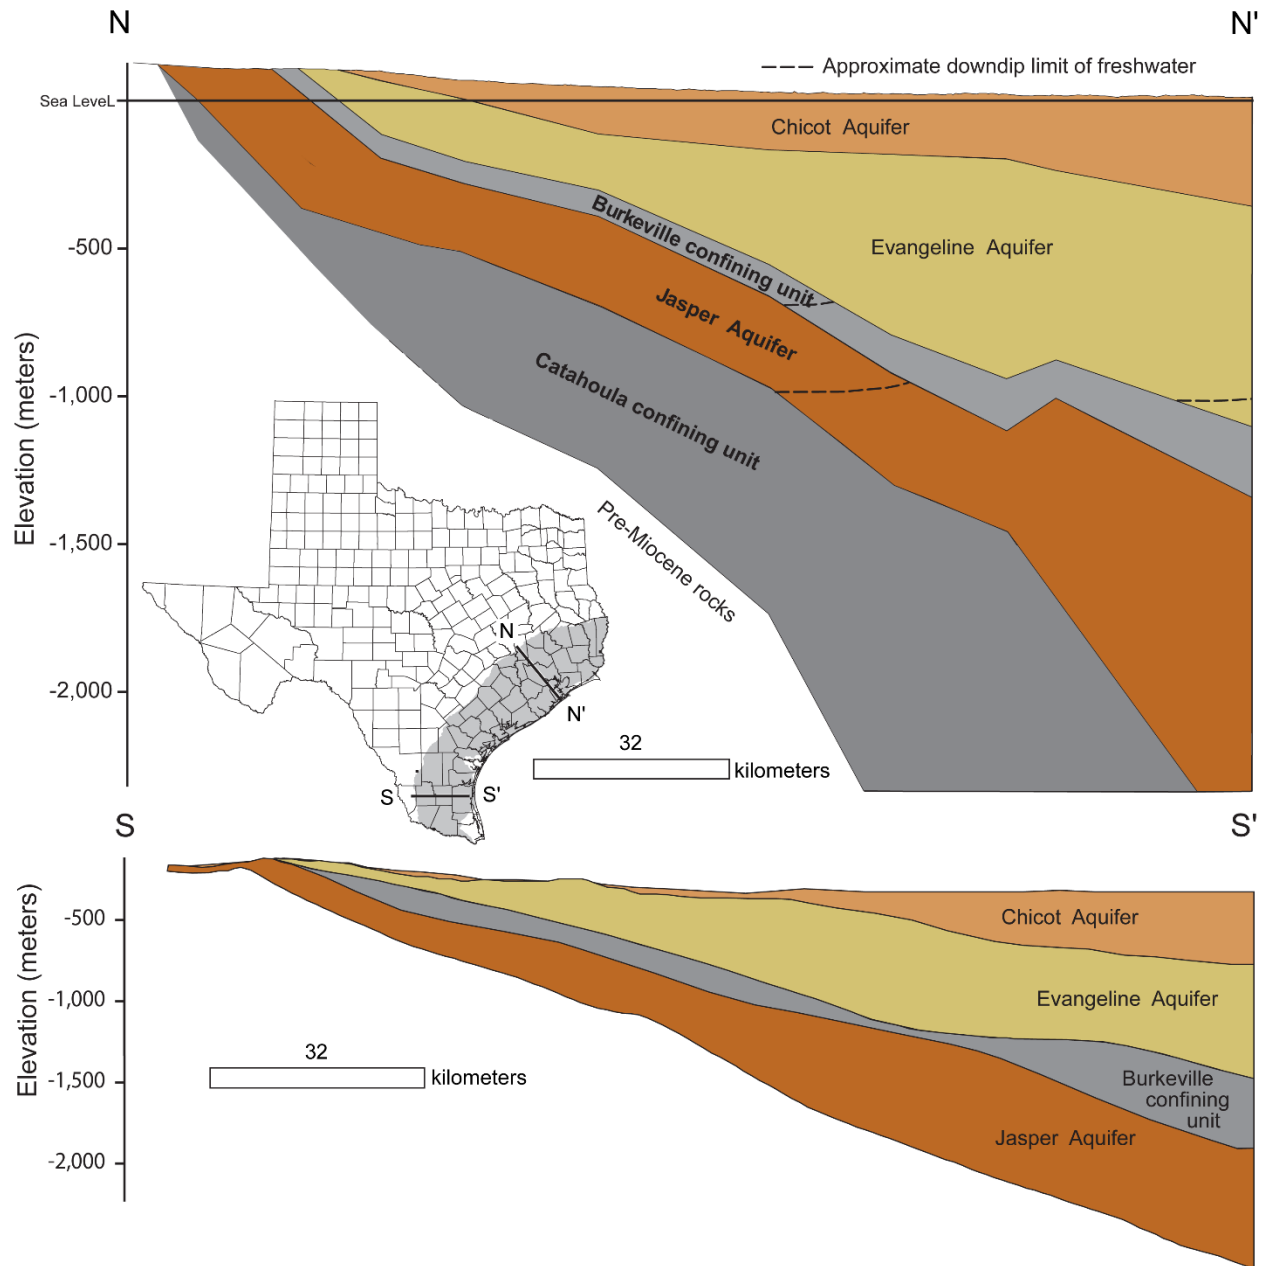 N
N'
Approximate downdip limit of freshwater
Sea LeveL
Chicot Aquifer
Burkeville confining unit
Evangeline Aquifer
-500
Jasper Aquifer
Catahoula confining unit
-1,000
Elevation (meters)
-1,500
Pre-Miocene rocks
-2,000
N
N'
32
kilometers
S
S'
S
S'
-500
Chicot Aquifer
Elevation (meters)
-1,000
Evangeline Aquifer
32
kilometers
-1,500
Burkeville
confining
unit
Jasper Aquifer
-2,000